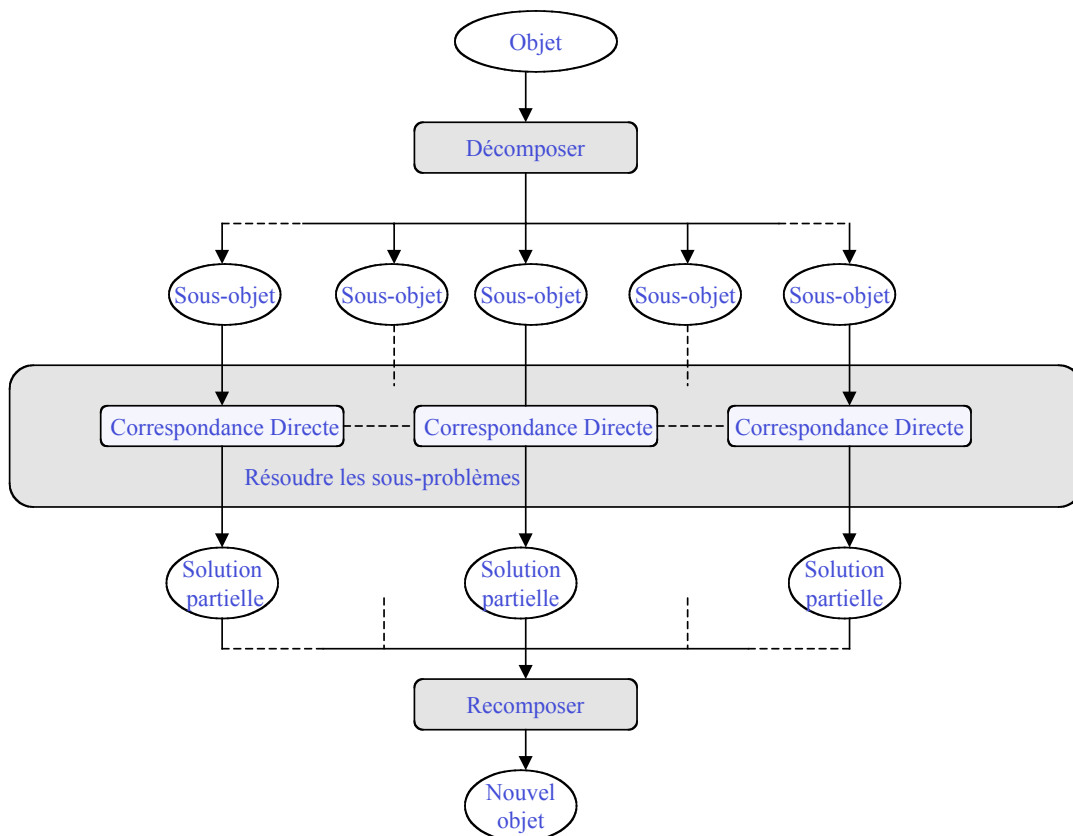 Objet
Décomposer
Sous-objet
Sous-objet
Sous-objet
Sous-objet
Sous-objet
Correspondance Directe
Correspondance Directe
Correspondance Directe
Résoudre les sous-problèmes
Solution
partielle
Solution
partielle
Solution
partielle
Recomposer
Nouvel
objet